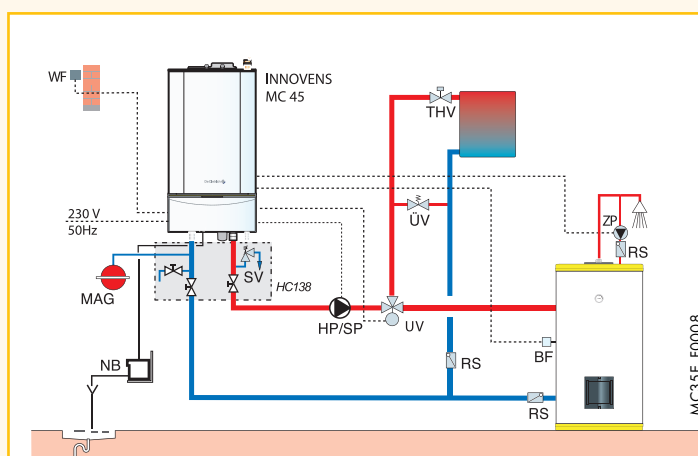 WF
INNOVENS
MC 45
THV
230 V
50Hz
ÜV
ZP
RS
MAG
SV
HC138
HP/SP
UV
RS
BF
NB
RS
MC35E_F0008